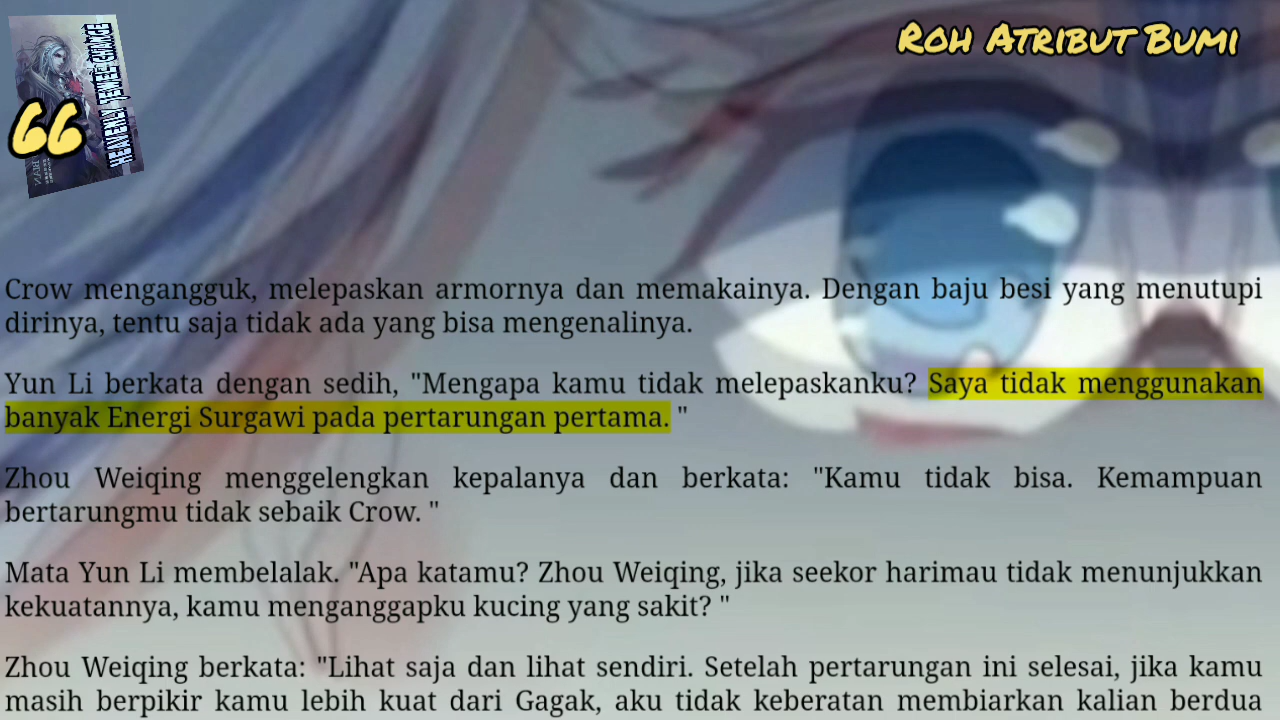 Roh Atribut Bumi
HEAVENLY JEWEL CHANGE
66
Crow mengangguk, melepaskan armornya dan memakainya. Dengan baju besi yang menutupi
dirinya, tentu saja tidak ada yang bisa mengenalinya.
Yun Li berkata dengan sedih, "Mengapa kamu tidak melepaskanku? Saya tidak menggunakan
banyak Energi Surgawi pada pertarungan pertama. "
Zhou Weiqing menggelengkan kepalanya dan berkata: "Kamu tidak bisa. Kemampuan
bertarungmu tidak sebaik Crow. "
Mata Yun Li membelalak. "Apa katamu? Zhou Weiqing, jika seekor harimau tidak menunjukkan
kekuatannya, kamu menganggapku kucing yang sakit? "
Zhou Weiqing berkata: "Lihat saja dan lihat sendiri. Setelah pertarungan ini selesai, jika kamu
masih berpikir kamu lebih kuat dari Gagak, aku tidak keberatan membiarkan kalian berdua